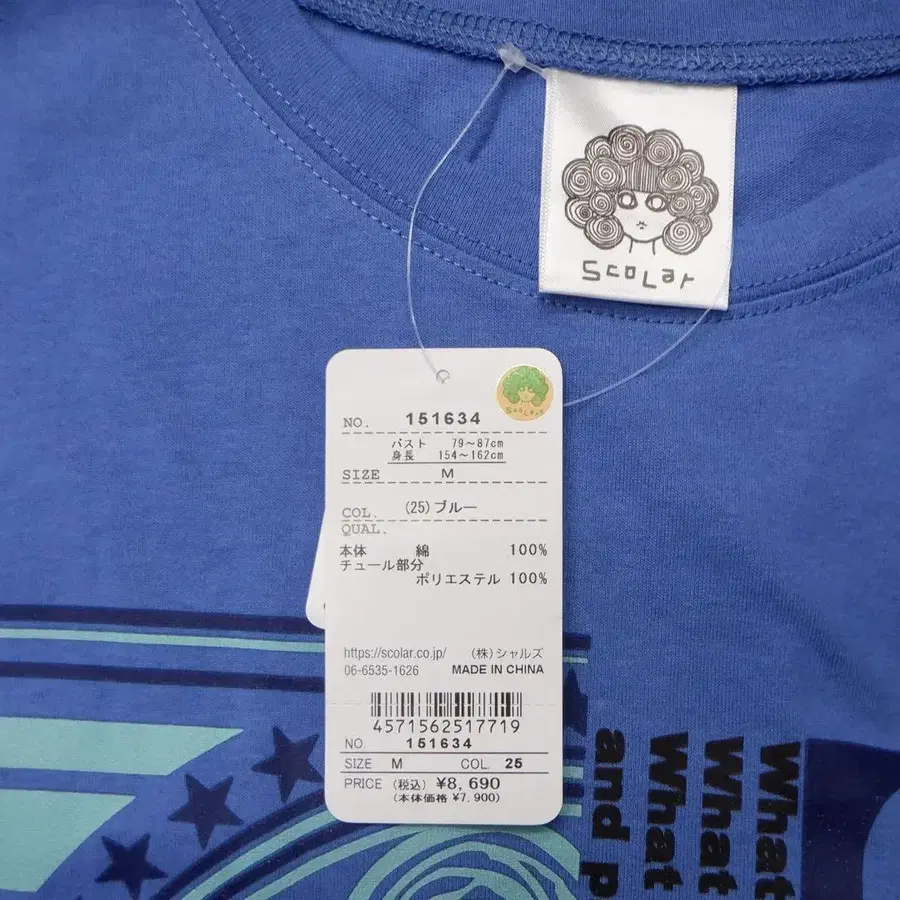 ScoLar
ScoLar
NO. 151634
バスト 79～87cm
身長 154～162cm
SIZE M
COL. (25)ブルー
QUAL.
本体 綿 100%
チュール部分
ポリエステル 100%
https://scolar.co.jp/ (株)シャルズ
06-6535-1626 MADE IN CHINA
4571562517719
NO. 151634
SIZE M COL. 25
PRICE (税込) ¥8,690
(本体価格 ¥7,900)
What
What
What
and p